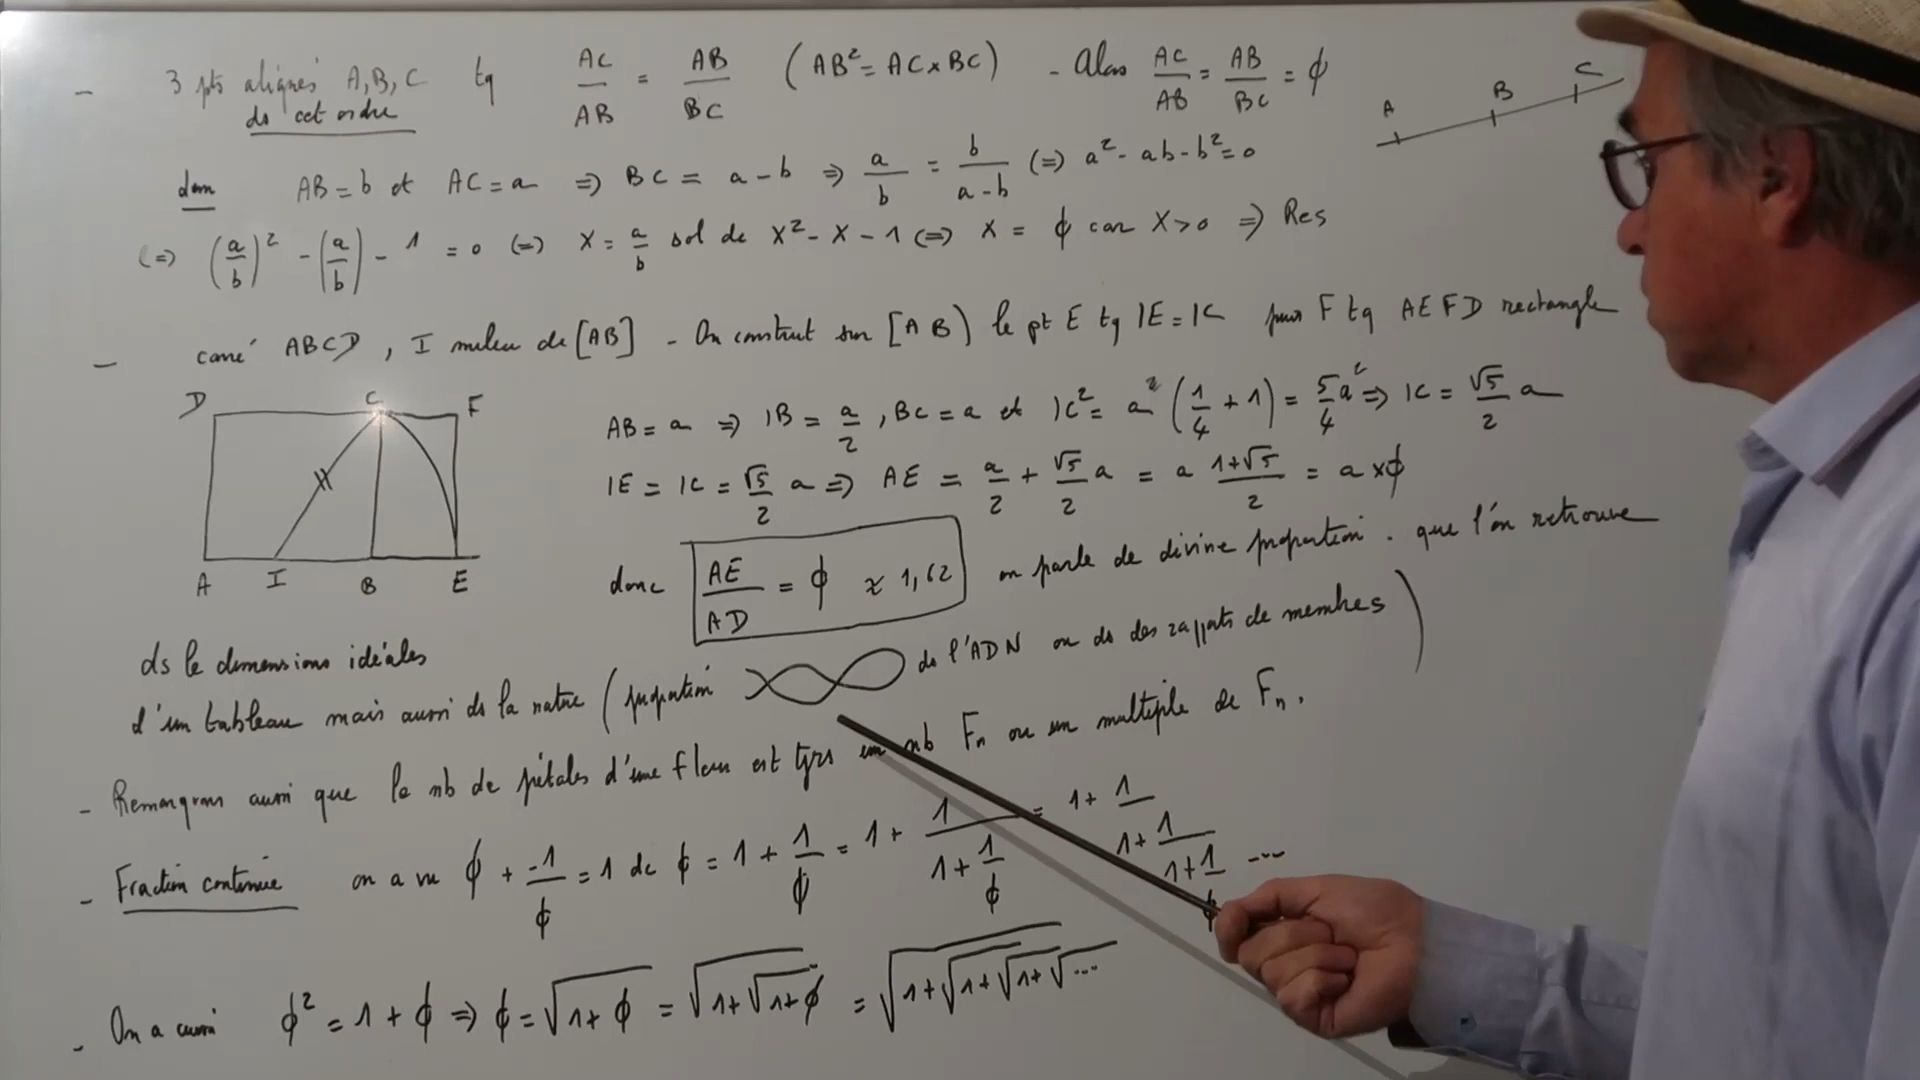 - 3 pts alignés A, B, C tq AC/AB = AB/BC (AB² = AC × BC) - Alors AC/AB = AB/BC = ϕ
ds cet ordre
A B C
dem AB = b et AC = a ⇒ BC = a - b ⇒ a/b = b/(a-b) (=) a² - ab - b² = 0
(=) (a/b)² - (a/b) - 1 = 0 (=) X = a/b sol de X² - X - 1 (=) X = ϕ car X > 0 ⇒ Res
- carré ABCD, I milieu de [AB] - On construit sur [AB) le pt E tq IE = IC puis F tq AEFD rectangle
D C F
A I B E
AB = a ⇒ IB = a/2, BC = a et IC² = a² (1/4 + 1) = 5/4 a² ⇒ IC = √5/2 a
IE = IC = √5/2 a ⇒ AE = a/2 + √5/2 a = a (1+√5)/2 = a × ϕ
donc AE/AD = ϕ ≈ 1,62 on parle de divine proportion. que l'on retrouve
ds le dimensions idéales
d'un tableau mais aussi ds la nature (proportion de l'ADN ou ds des rapports de membres)
- Remarquons aussi que le nb de pétales d'une fleur est tjrs un nb Fn ou un multiple de Fn.
- Fraction continue on a vu ϕ + -1/ϕ = 1 dc ϕ = 1 + 1/ϕ = 1 + 1/(1 + 1/ϕ) = 1 + 1/(1 + 1/(1 + 1/ϕ)) ...
- On a aussi ϕ² = 1 + ϕ ⇒ ϕ = √(1 + ϕ) = √(1 + √(1 + ϕ)) = √(1 + √(1 + √(1 + √...)))